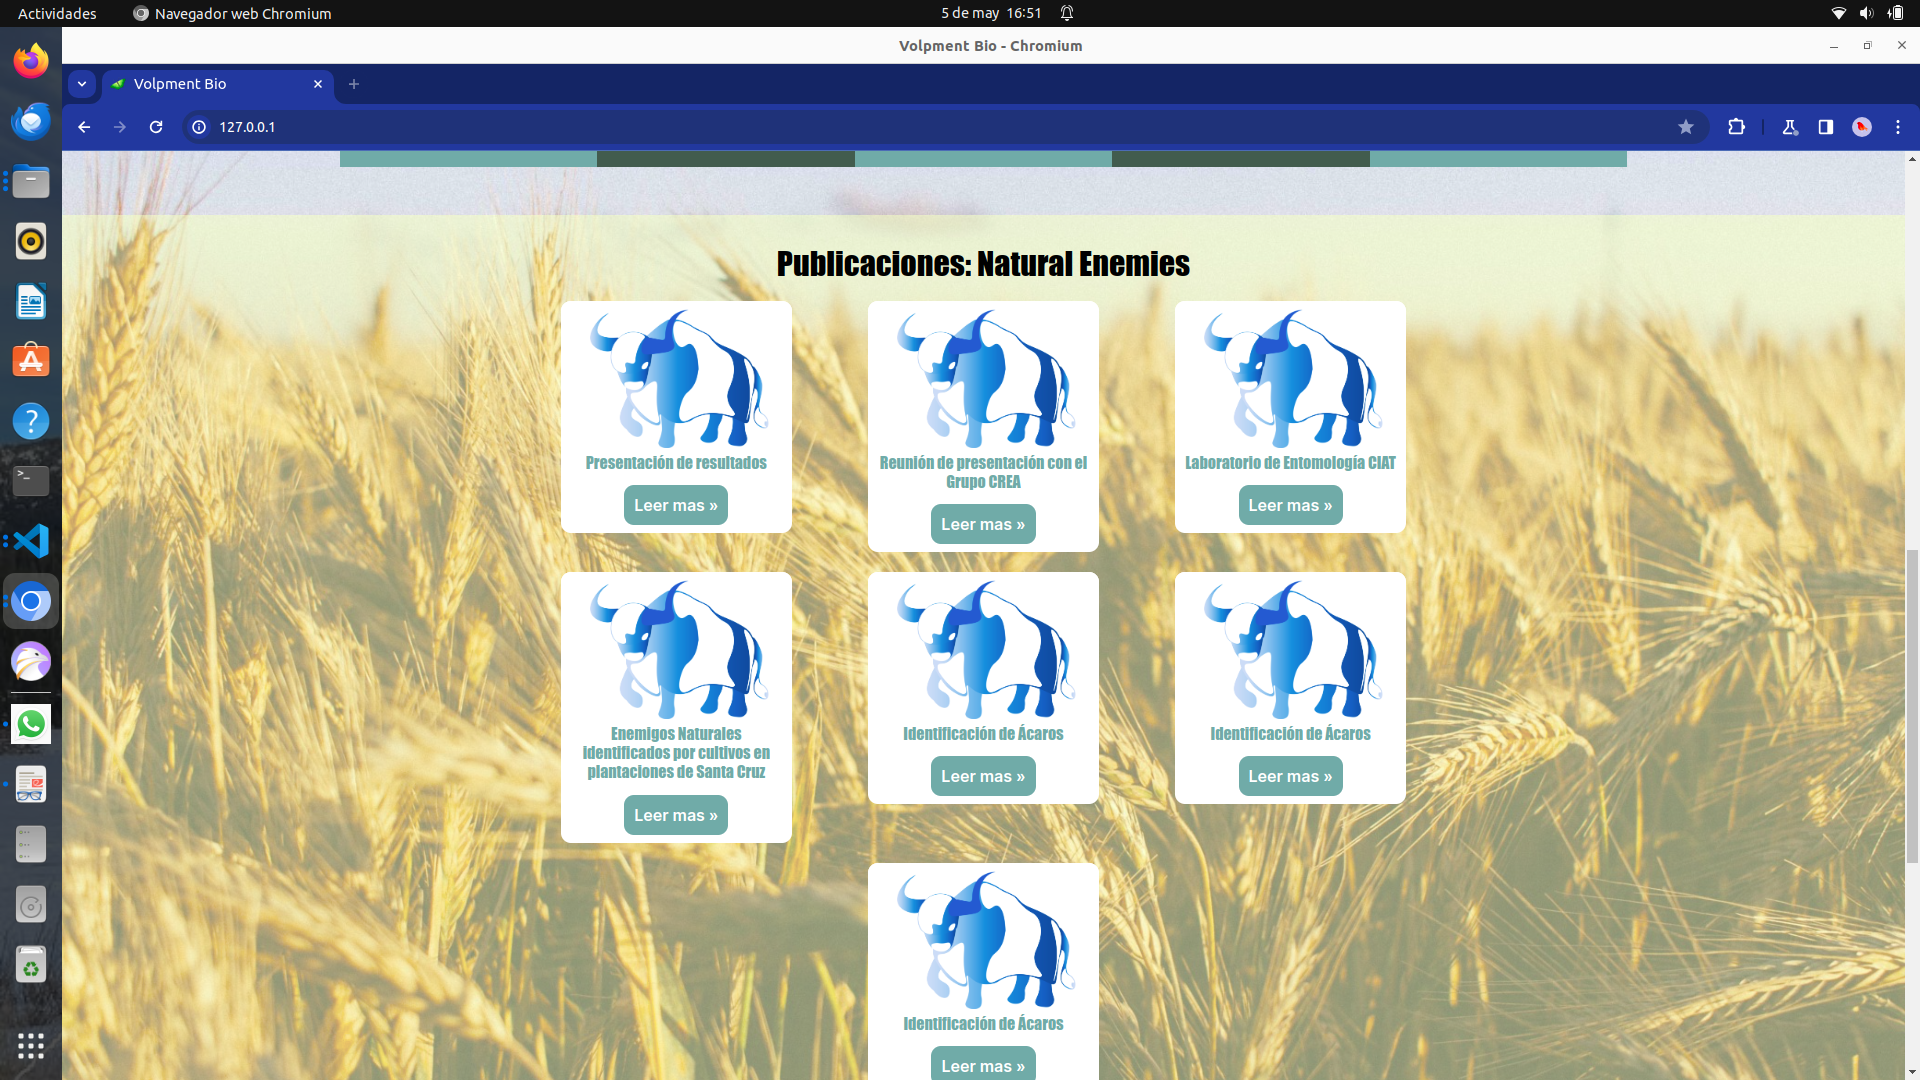 Actividades
Navegador web Chromium
5 de may 16:51
Volpment Bio - Chromium
Volpment Bio
127.0.0.1
Publicaciones: Natural Enemies
Presentación de resultados
Leer mas »
Reunión de presentación con el
Grupo CREA
Leer mas »
Laboratorio de Entomología CIAT
Leer mas »
Enemigos Naturales
identificados por cultivos en
plantaciones de Santa Cruz
Leer mas »
Identificación de Ácaros
Leer mas »
Identificación de Ácaros
Leer mas »
Identificación de Ácaros
Leer mas »